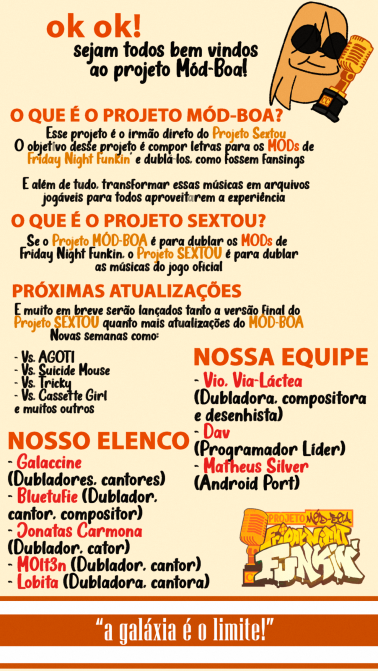 ok ok!
sejam todos bem vindos
ao projeto Mód-Boa!
O QUE É O PROJETO MÓD-BOA?
Esse projeto é o irmão direto do Projeto Sextou
O objetivo desse projeto é compor letras para os MODs de
Friday Night Funkin' e dublá-los, como fossem fansings
E além de tudo, transformar essas músicas em arquivos
jogáveis para todos aproveitarem a experiência
O QUE É O PROJETO SEXTOU?
Se o Projeto MÓD-BOA é para dublar os MODs de
Friday Night Funkin, o Projeto SEXTOU é para dublar
as músicas do jogo oficial
PRÓXIMAS ATUALIZAÇÕES
E muito em breve serão lançados tanto a versão final do
Projeto SEXTOU quanto mais atualizações do MÓD-BOA
Novas semanas como:
- Vs. AGOTI
- Vs. Suicide Mouse
- Vs. Tricky
- Vs. Cassette Girl
e muitos outros
NOSSA EQUIPE
- Vio, Via-Láctea
(Dubladora, compositora
e desenhista)
- Dav
(Programador Líder)
- Matheus Silver
(Android Port)
NOSSO ELENCO
- Galaccine
(Dubladores, cantores)
- Bluetufie (Dublador,
cantor, compositor)
- Jonatas Carmona
(Dublador, cator)
- M0lt3n (Dublador, cantor)
- Lobita (Dubladora, cantora)
PROJETO MÓD-BOA
FRIDAY NIGHT
FUNKIN'
"a galáxia é o limite!"